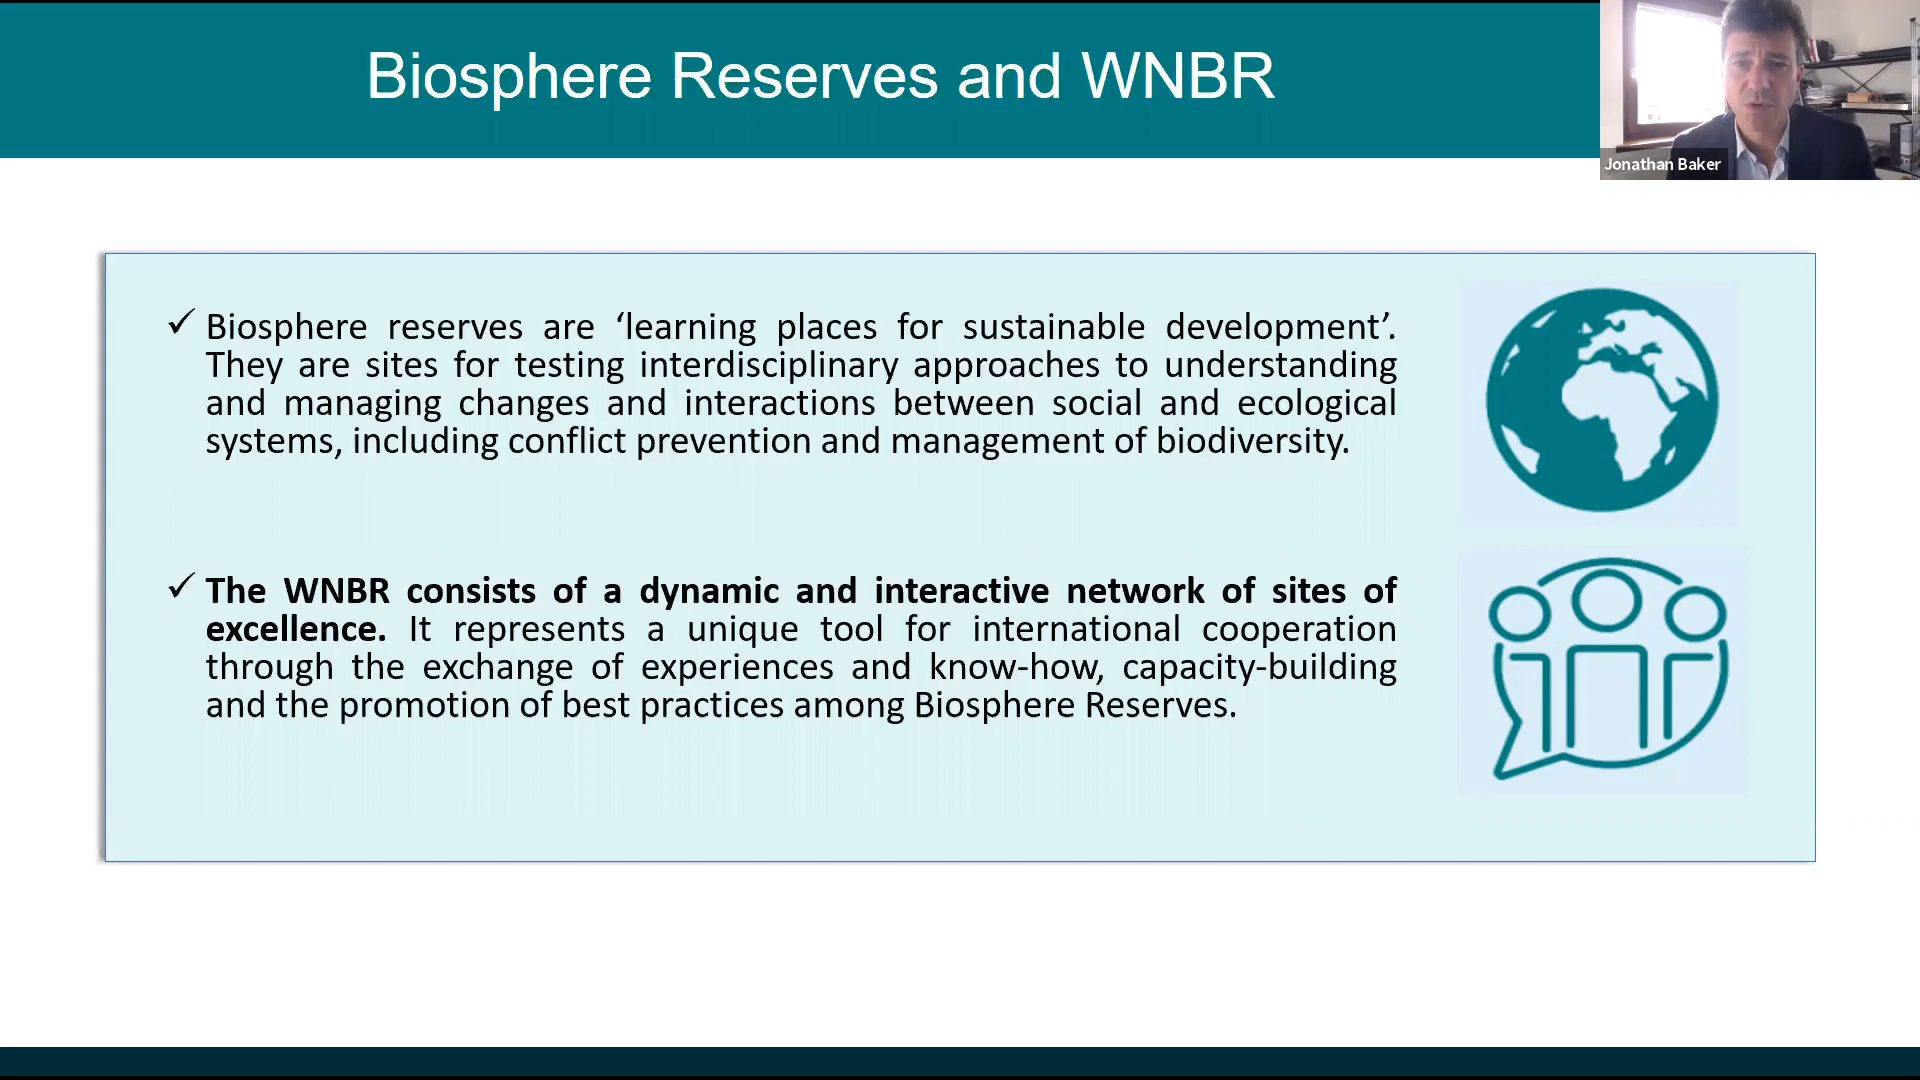 Biosphere Reserves and WNBR
Jonathan Baker
Biosphere reserves are ‘learning places for sustainable development’.
They are sites for testing interdisciplinary approaches to understanding
and managing changes and interactions between social and ecological
systems, including conflict prevention and management of biodiversity.
The WNBR consists of a dynamic and interactive network of sites of
excellence. It represents a unique tool for international cooperation
through the exchange of experiences and know-how, capacity-building
and the promotion of best practices among Biosphere Reserves.